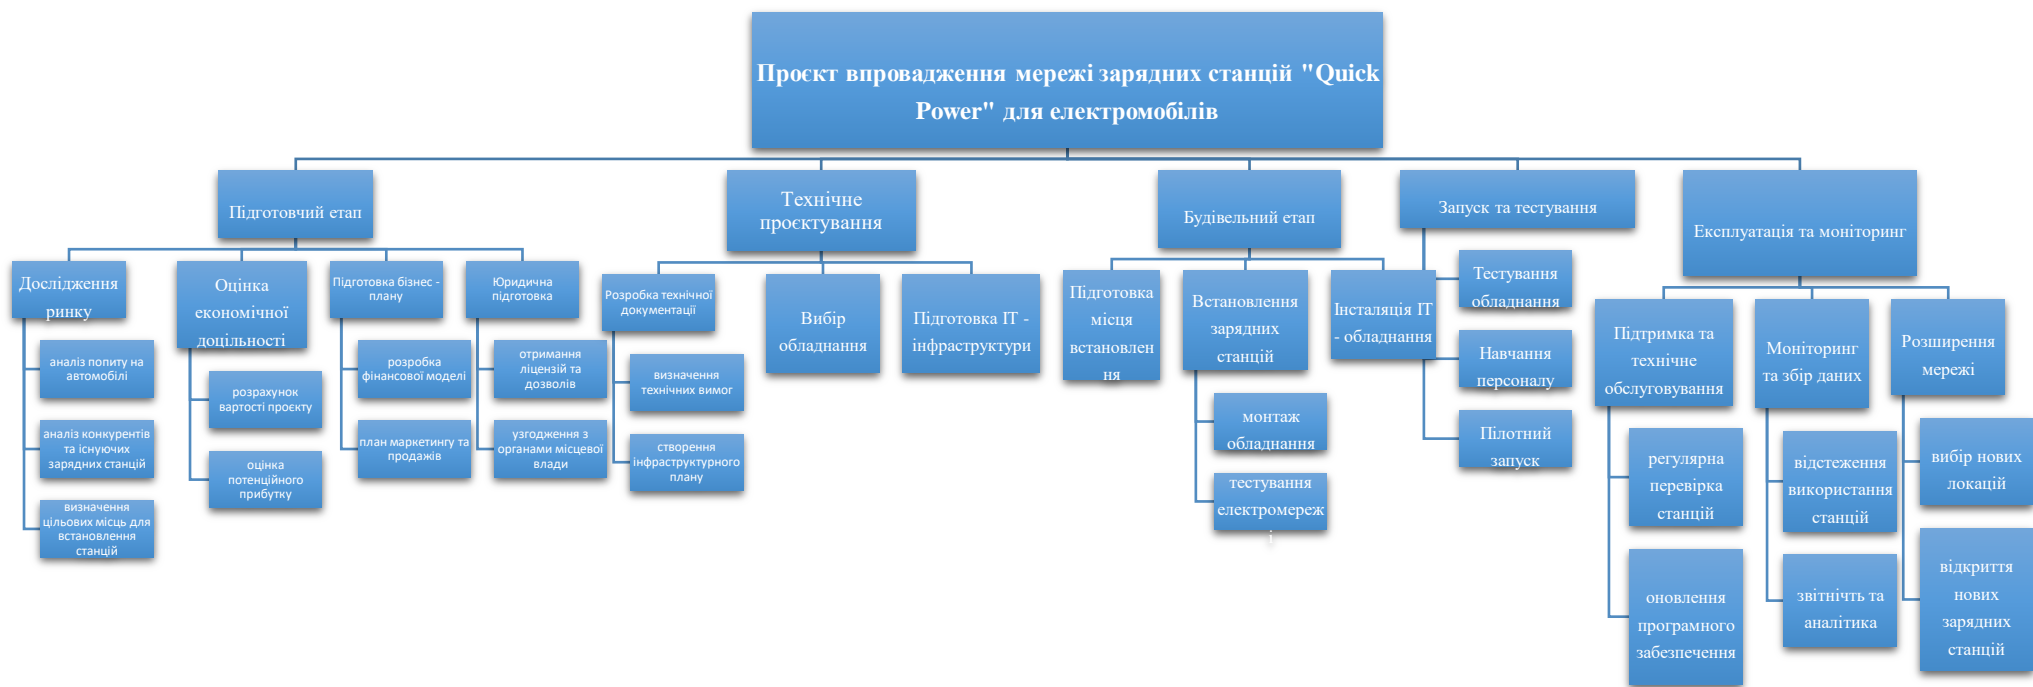 Проєкт впровадження мережі зарядних станцій "Quick
Power" для електромобілів
Підготовчий етап
Технічне
проєктування
Будівельний етап
Запуск та тестування
Експлуатація та моніторинг
Дослідження
ринку
аналіз попиту на
автомобілі
аналіз конкурентів
та існуючих
зарядних станцій
визначення
цільових місць для
встановлення
станцій
Оцінка
економічної
доцільності
розрахунок
вартості проєкту
оцінка
потенційного
прибутку
Підготовка бізнес -
плану
розробка
фінансової моделі
план маркетингу та
продажів
Юридична
підготовка
отримання
ліцензій та
дозволів
узгодження з
органами місцевої
влади
Розробка технічної
документації
визначення
технічних вимог
створення
інфраструктурного
плану
Вибір
обладнання
Підготовка ІТ -
інфраструктури
Підготовка
місця
встановлен
ня
Встановлення
зарядних
станцій
монтаж
обладнання
тестування
електромереж
і
Інсталяція ІТ
- обладнання
Тестування
обладнання
Навчання
персоналу
Пілотний
запуск
Підтримка та
технічне
обслуговування
регулярна
перевірка
станцій
оновлення
програмного
забезпечення
Моніторинг
та збір даних
відстеження
використання
станцій
звітнічть та
аналітика
Розширення
мережі
вибір нових
локацій
відкриття
нових
зарядних
станцій